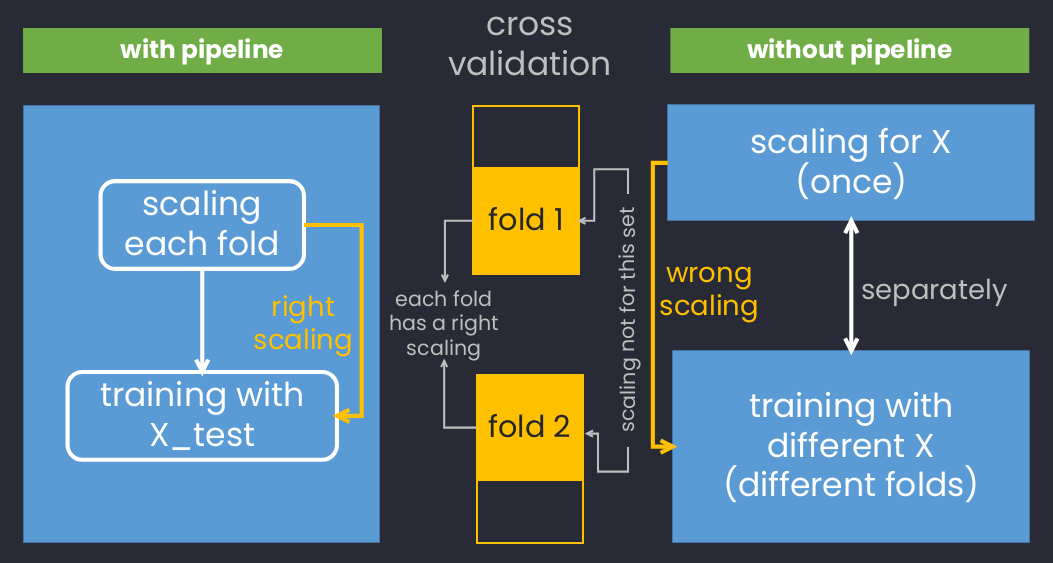 with pipeline
scaling
each fold
right
scaling
training with
X_test
cross
validation
fold 1
each fold
has a right
scaling
fold 2
scaling not for this set
without pipeline
scaling for X
(once)
wrong
scaling
separately
training with
different X
(different folds)